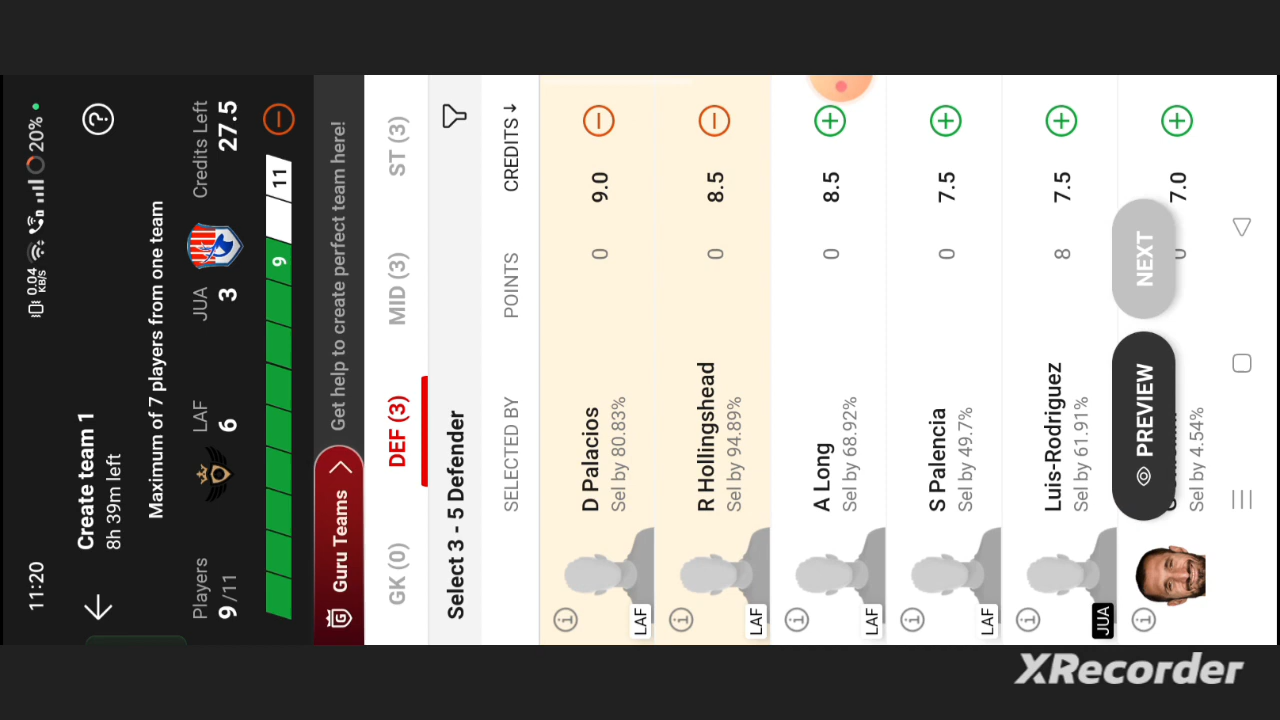 11:20
0.04
KB/S
20%
Create team 1
8h 39m left
Maximum of 7 players from one team
Players
9 /11
LAF
6
JUA
3
Credits Left
27.5
9
11
Guru Teams
Get help to create perfect team here!
GK (0)
DEF (3)
MID (3)
ST (3)
Select 3 - 5 Defender
SELECTED BY
POINTS
CREDITS
D Palacios
Sel by 80.83%
0
9.0
LAF
R Hollingshead
Sel by 94.89%
0
8.5
LAF
A Long
Sel by 68.92%
0
8.5
LAF
S Palencia
Sel by 49.7%
0
7.5
LAF
Luis-Rodriguez
Sel by 61.91%
8
7.5
JUA
Sel by 4.54%
7.0
PREVIEW
NEXT
XRecorder